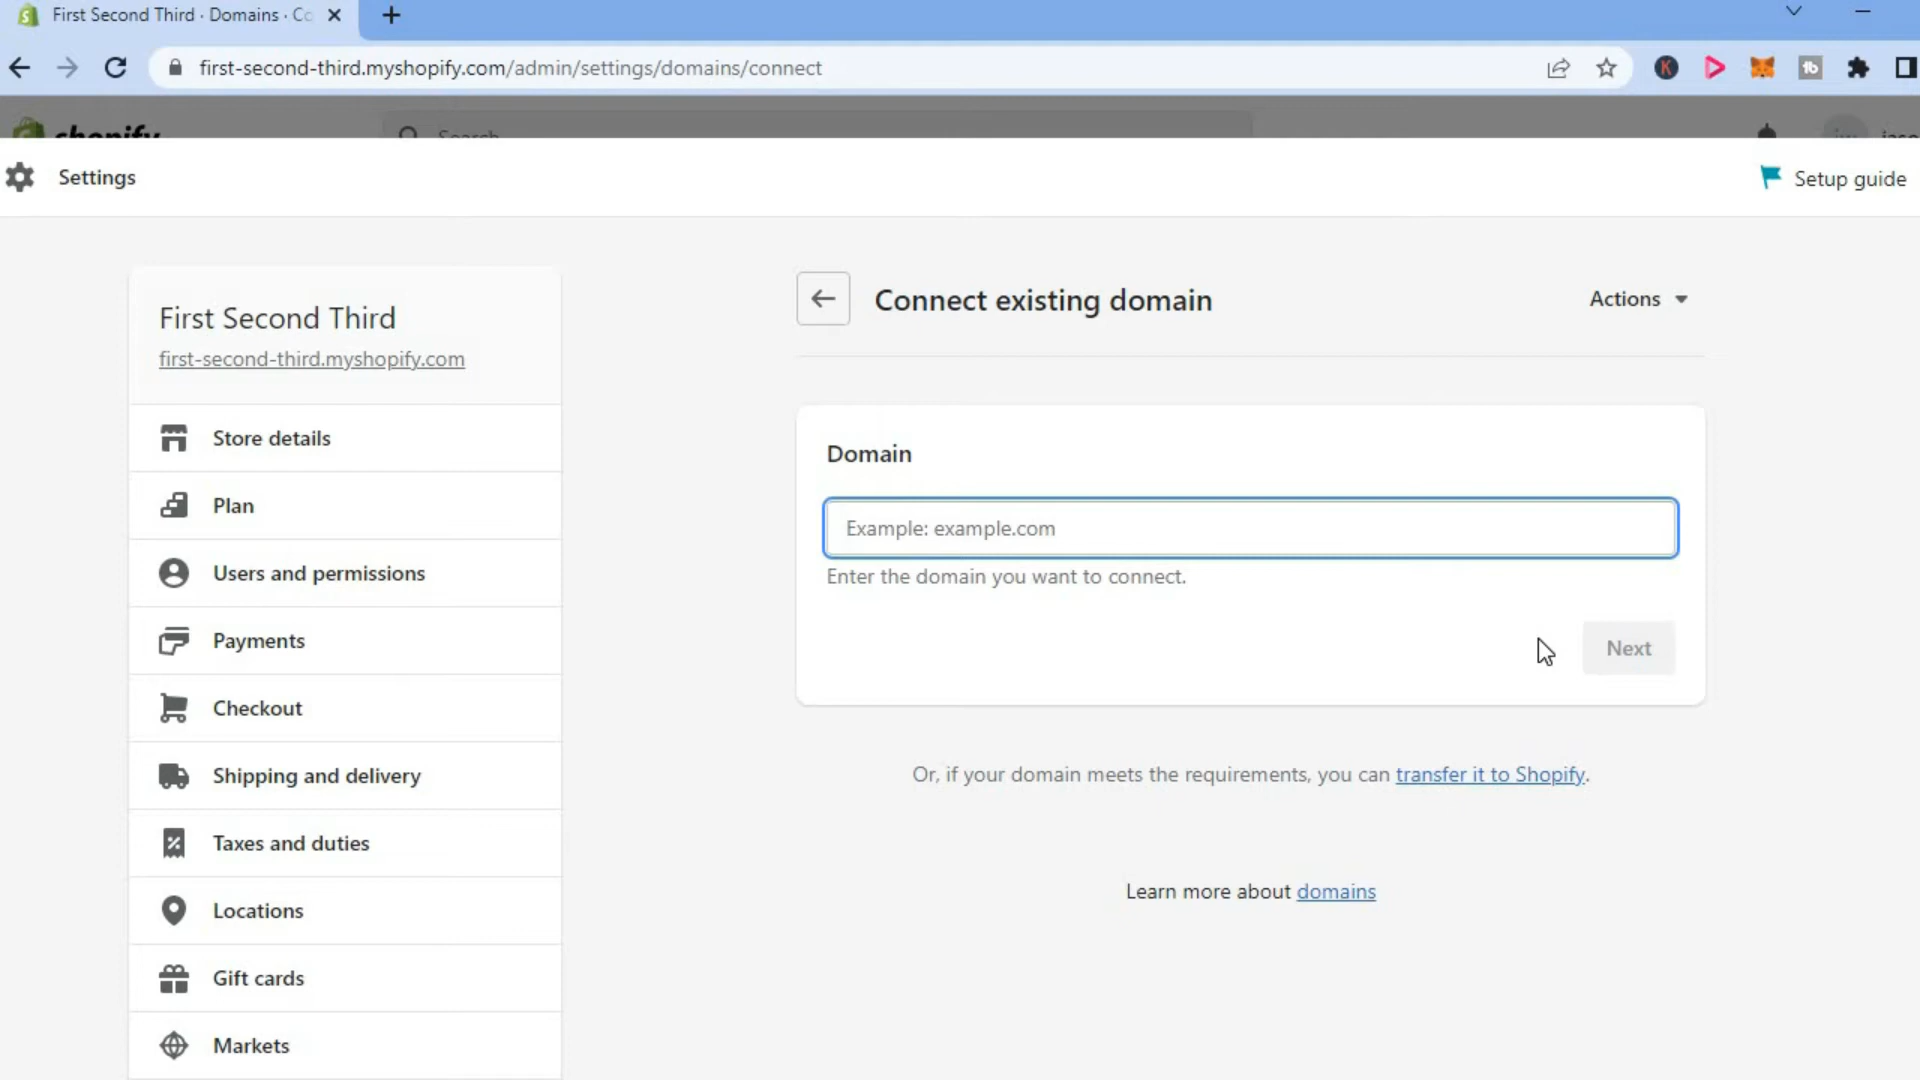 First Second Third · Domains · Co
first-second-third.myshopify.com/admin/settings/domains/connect
K
tb
shopify
Search
Settings
Setup guide
First Second Third
first-second-third.myshopify.com
Store details
Plan
Users and permissions
Payments
Checkout
Shipping and delivery
Taxes and duties
Locations
Gift cards
Markets
Connect existing domain
Actions
Domain
Example: example.com
Enter the domain you want to connect.
Next
Or, if your domain meets the requirements, you can transfer it to Shopify.
Learn more about domains